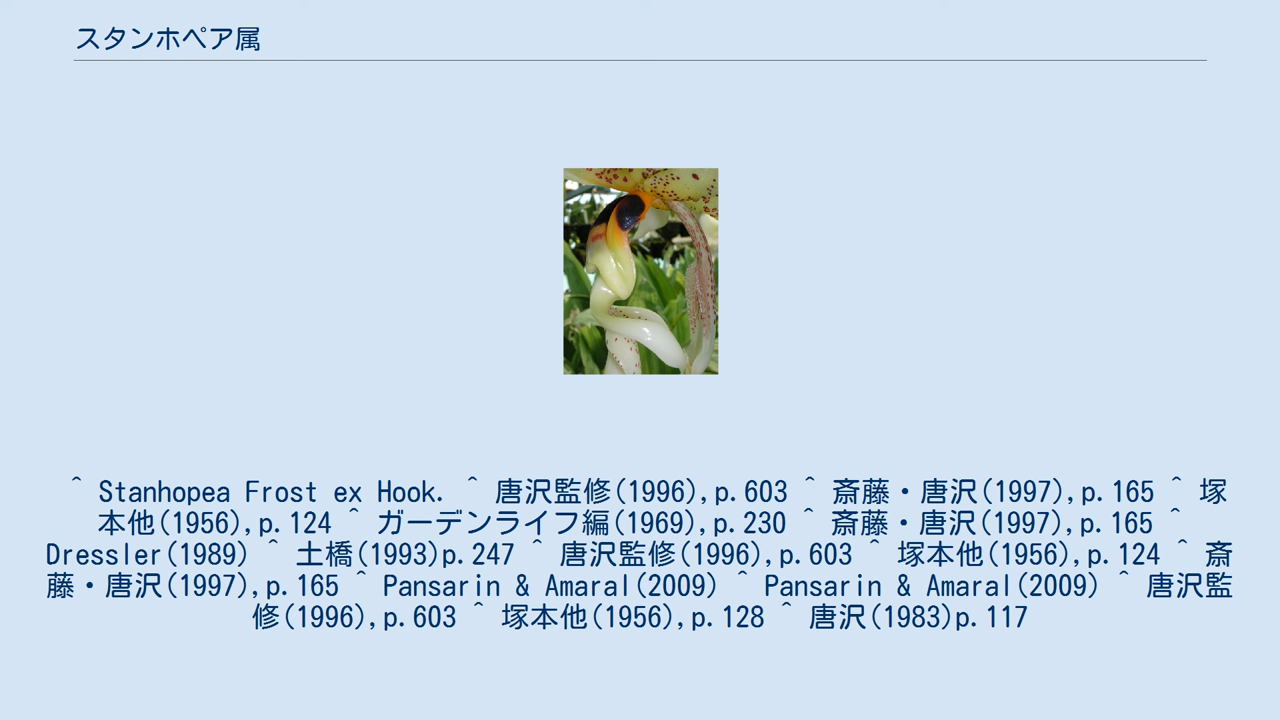 スタンホペア属
^ Stanhopea Frost ex Hook. ^ 唐沢監修(1996),p.603 ^ 斎藤・唐沢(1997),p.165 ^ 塚
本他(1956),p.124 ^ ガーデンライフ編(1969),p.230 ^ 斎藤・唐沢(1997),p.165 ^
Dressler(1989) ^ 土橋(1993)p.247 ^ 唐沢監修(1996),p.603 ^ 塚本他(1956),p.124 ^ 斎
藤・唐沢(1997),p.165 ^ Pansarin & Amaral(2009) ^ Pansarin & Amaral(2009) ^ 唐沢監
修(1996),p.603 ^ 塚本他(1956),p.128 ^ 唐沢(1983)p.117